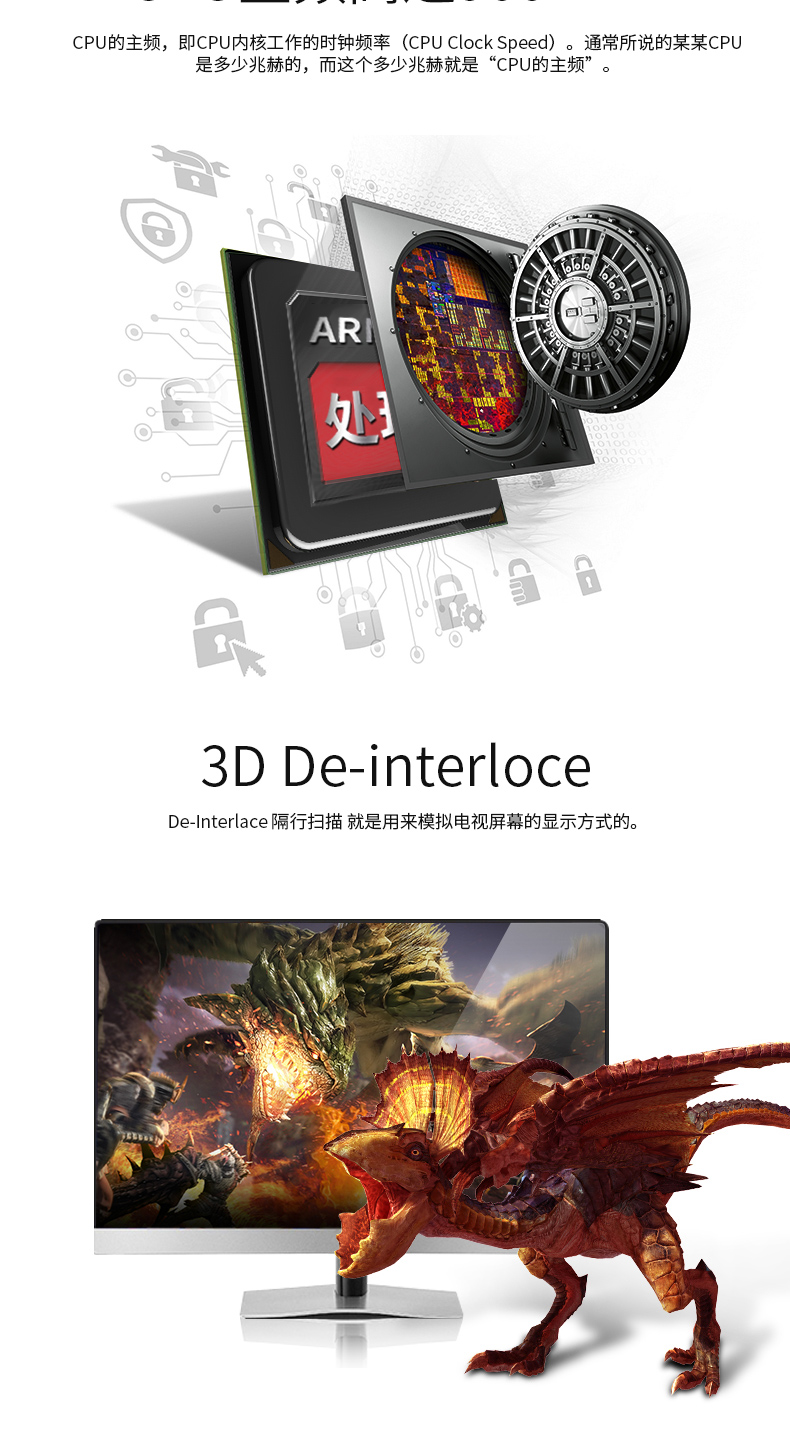 CPU的主频，即CPU内核工作的时钟频率（CPU Clock Speed）。通常所说的某某CPU
是多少兆赫的，而这个多少兆赫就是“CPU的主频”。
AR
处
3D De-interloce
De-Interlace 隔行扫描 就是用来模拟电视屏幕的显示方式的。